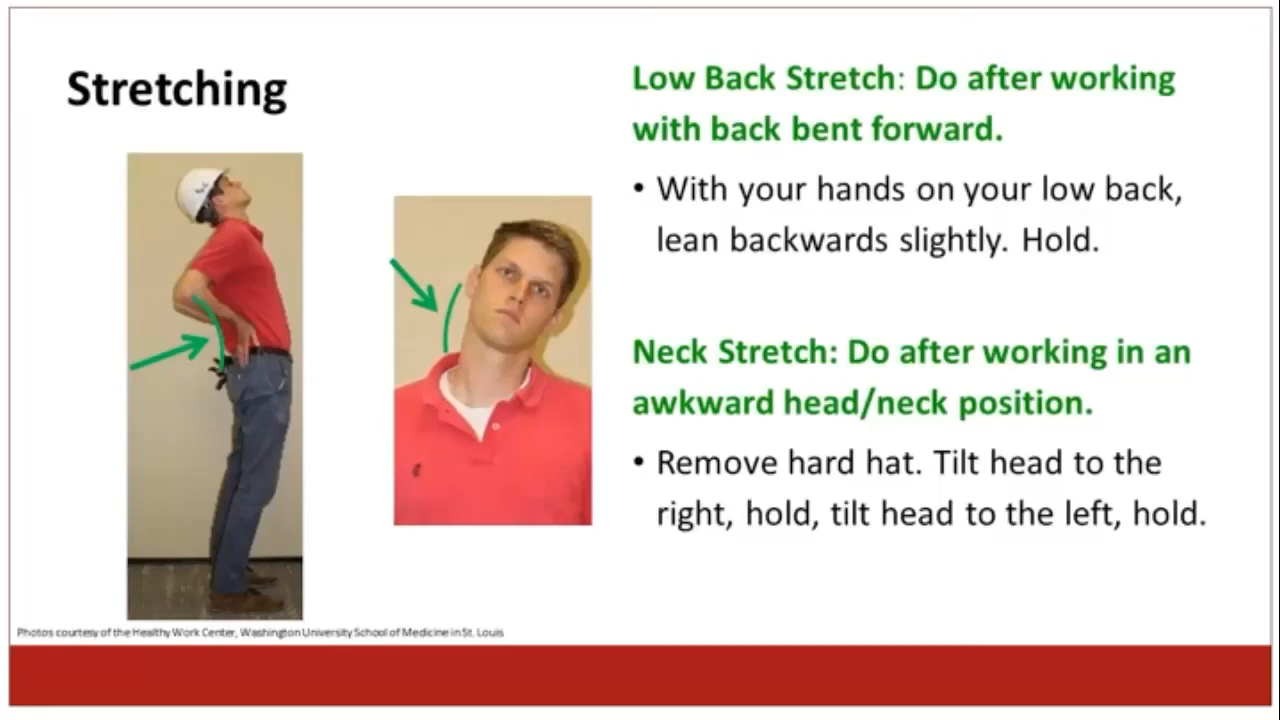 Stretching
Low Back Stretch: Do after working
with back bent forward.
• With your hands on your low back,
lean backwards slightly. Hold.
Neck Stretch: Do after working in an
awkward head/neck position.
• Remove hard hat. Tilt head to the
right, hold, tilt head to the left, hold.
Photos courtesy of the Healthy Work Center, Washington University School of Medicine in St. Louis